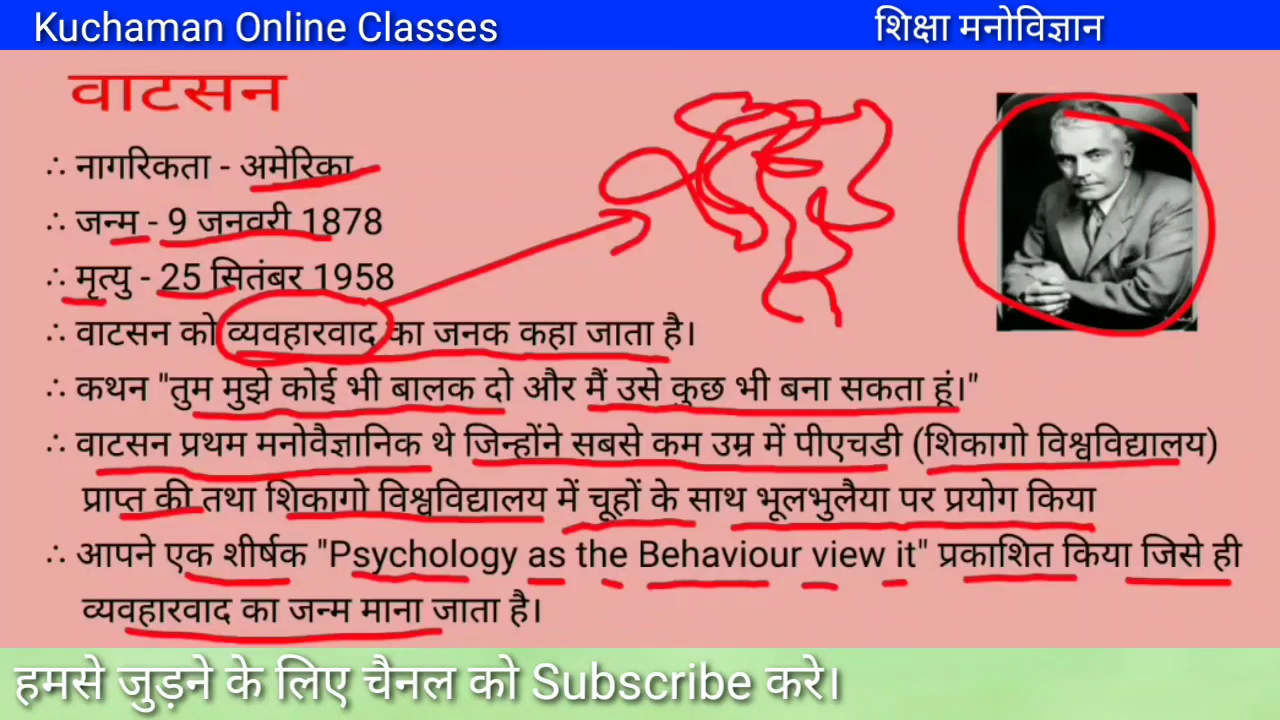 Kuchaman Online Classes
शिक्षा मनोविज्ञान
वाटसन
∴ नागरिकता - अमेरिका
∴ जन्म - 9 जनवरी 1878
∴ मृत्यु - 25 सितंबर 1958
∴ वाटसन को व्यवहारवाद का जनक कहा जाता है।
∴ कथन "तुम मुझे कोई भी बालक दो और मैं उसे कुछ भी बना सकता हूं।"
∴ वाटसन प्रथम मनोवैज्ञानिक थे जिन्होंने सबसे कम उम्र में पीएचडी (शिकागो विश्वविद्यालय)
प्राप्त की तथा शिकागो विश्वविद्यालय में चूहों के साथ भूलभुलैया पर प्रयोग किया
∴ आपने एक शीर्षक "Psychology as the Behaviour view it" प्रकाशित किया जिसे ही
व्यवहारवाद का जन्म माना जाता है।
हमसे जुड़ने के लिए चैनल को Subscribe करे।